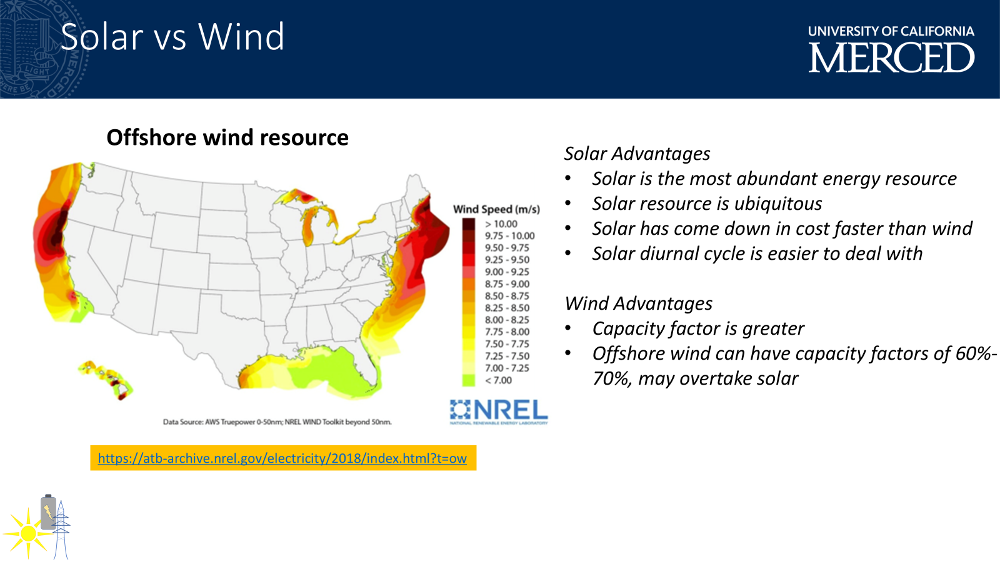 Solar vs Wind
UNIVERSITY OF CALIFORNIA
MERCED
CALIFORNIA
MERCED
LIGHT
THERE BE
Offshore wind resource
Wind Speed (m/s)
> 10.00
9.75 - 10.00
9.50 - 9.75
9.25 - 9.50
9.00 - 9.25
8.75 - 9.00
8.50 - 8.75
8.25 - 8.50
8.00 - 8.25
7.75 - 8.00
7.50 - 7.75
7.25 - 7.50
7.00 - 7.25
< 7.00
NREL
NATIONAL RENEWABLE ENERGY LABORATORY
Data Source: AWS Truepower 0-50nm; NREL WIND Toolkit beyond 50nm.
https://atb-archive.nrel.gov/electricity/2018/index.html?t=ow
Solar Advantages
• Solar is the most abundant energy resource
• Solar resource is ubiquitous
• Solar has come down in cost faster than wind
• Solar diurnal cycle is easier to deal with
Wind Advantages
• Capacity factor is greater
• Offshore wind can have capacity factors of 60%-
70%, may overtake solar